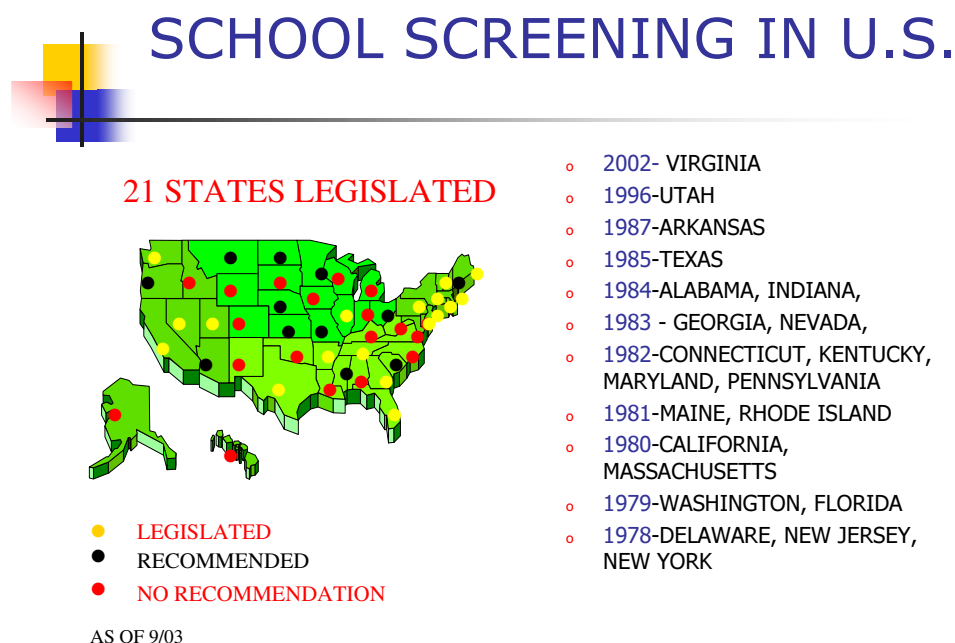 SCHOOL SCREENING IN U.S.
21 STATES LEGISLATED
LEGISLATED
RECOMMENDED
NO RECOMMENDATION
AS OF 9/03
2002- VIRGINIA
1996-UTAH
1987-ARKANSAS
1985-TEXAS
1984-ALABAMA, INDIANA,
1983 - GEORGIA, NEVADA,
1982-CONNECTICUT, KENTUCKY,
MARYLAND, PENNSYLVANIA
1981-MAINE, RHODE ISLAND
1980-CALIFORNIA,
MASSACHUSETTS
1979-WASHINGTON, FLORIDA
1978-DELAWARE, NEW JERSEY,
NEW YORK